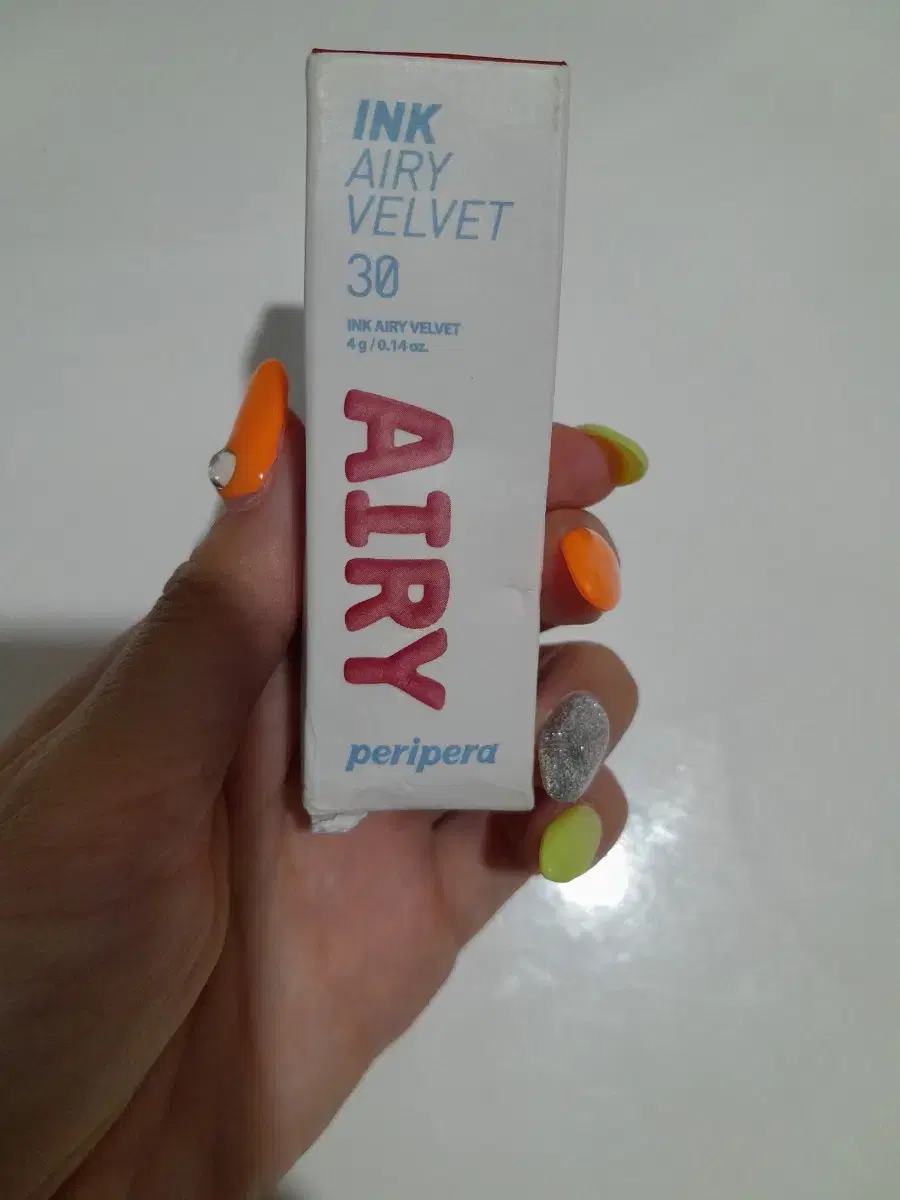 INK
AIRY
VELVET
30
INK AIRY VELVET
4 g / 0.14 oz.
AIRY
peripera